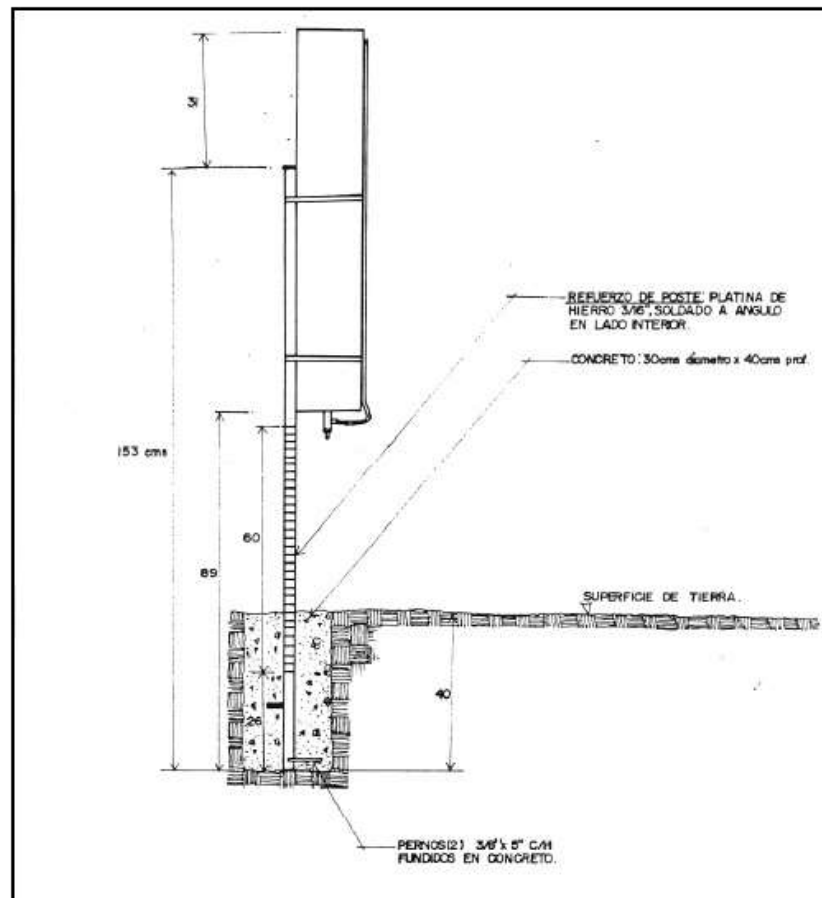 31
REFUERZO DE POSTE: PLATINA DE
HIERRO 3/16", SOLDADO A ANGULO
EN LADO INTERIOR.
CONCRETO: 30cms diametro x 40cms prof.
153 cms
60
89
SUPERFICIE DE TIERRA.
40
26
PERNOS(2) 3/8" x 5" C/H
FUNDIDOS EN CONCRETO.